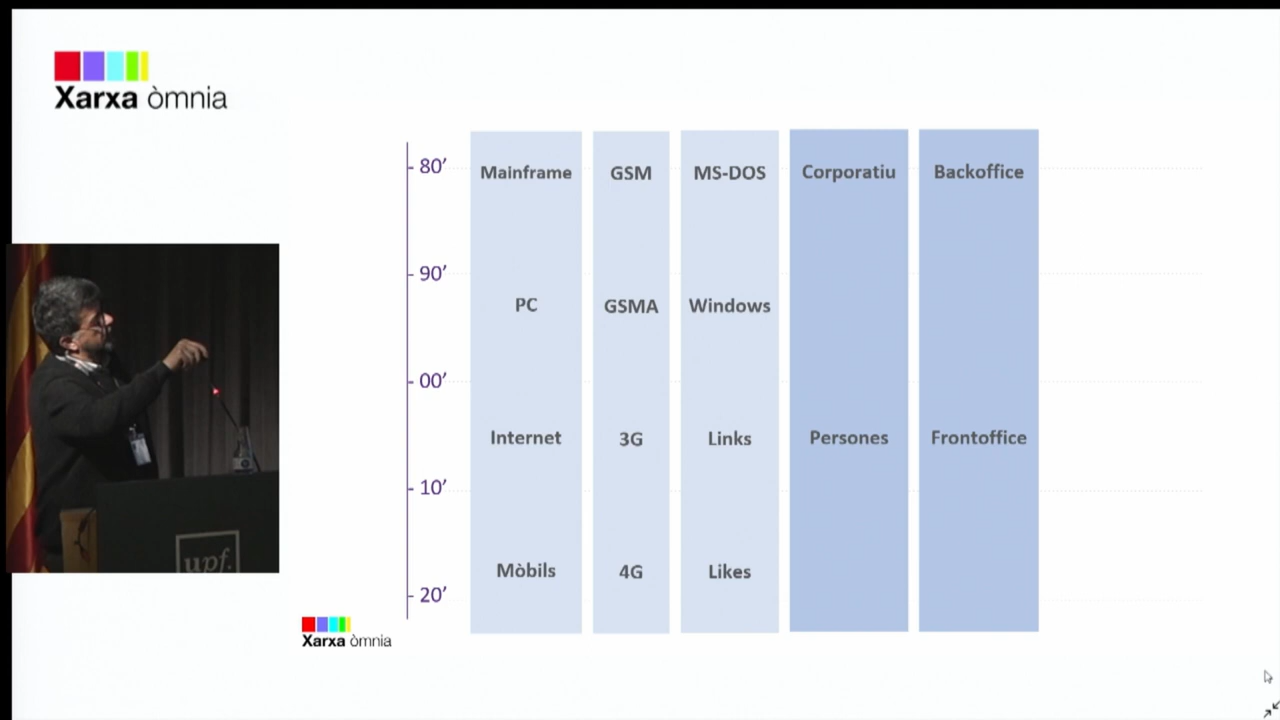 Xarxa òmnia
80’ Mainframe GSM MS-DOS Corporatiu Backoffice
90’
PC GSMA Windows
00’
Internet 3G Links Persones Frontoffice
10’
Mòbils 4G Likes
20’
Xarxa òmnia
upf.